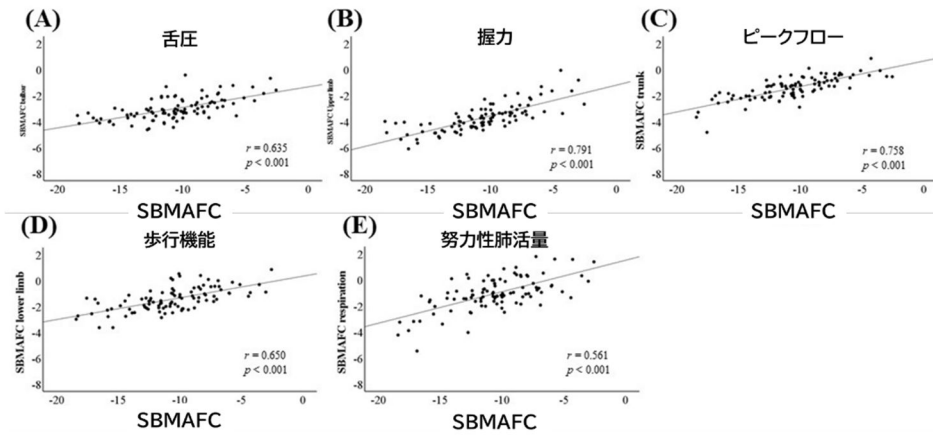 (A)
舌圧
SBMAFC bulbar
2
0
-2
-4
-6
-8
r = 0.635
p < 0.001
-20
-15
-10
-5
0
SBMAFC
(B)
握力
SBMAFC Upper limb
2
0
-2
-4
-6
-8
r = 0.791
p < 0.001
-20
-15
-10
-5
0
SBMAFC
(C)
ピークフロー
SBMAFC trunk
2
0
-2
-4
-6
-8
r = 0.758
p < 0.001
-20
-15
-10
-5
0
SBMAFC
(D)
歩行機能
SBMAFC lower limb
2
0
-2
-4
-6
-8
r = 0.650
p < 0.001
-20
-15
-10
-5
0
SBMAFC
(E)
努力性肺活量
SBMAFC respiration
2
0
-2
-4
-6
-8
r = 0.561
p < 0.001
-20
-15
-10
-5
0
SBMAFC